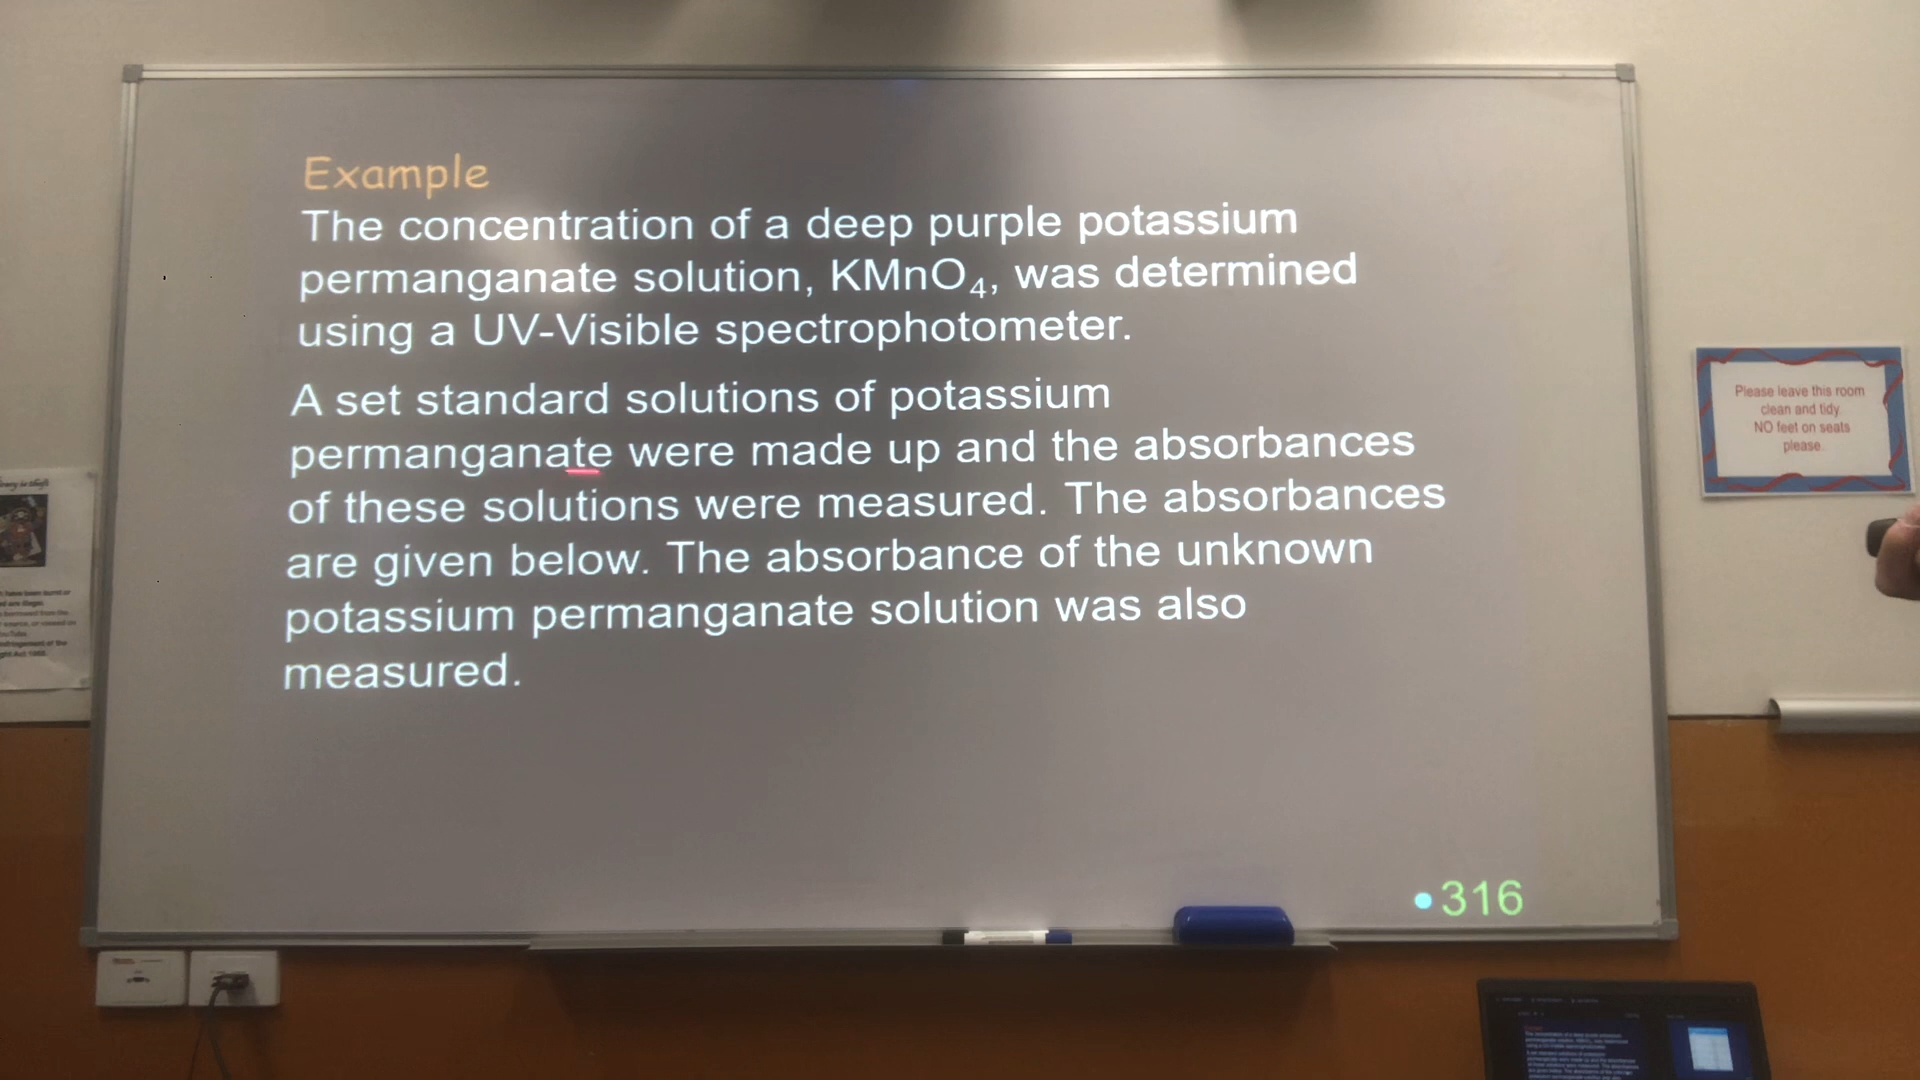 Example
The concentration of a deep purple potassium
permanganate solution, KMnO₄, was determined
using a UV-Visible spectrophotometer.
A set standard solutions of potassium
permanganate were made up and the absorbances
of these solutions were measured. The absorbances
are given below. The absorbance of the unknown
potassium permanganate solution was also
measured.
•316
Please leave this room
clean and tidy.
NO feet on seats
please.